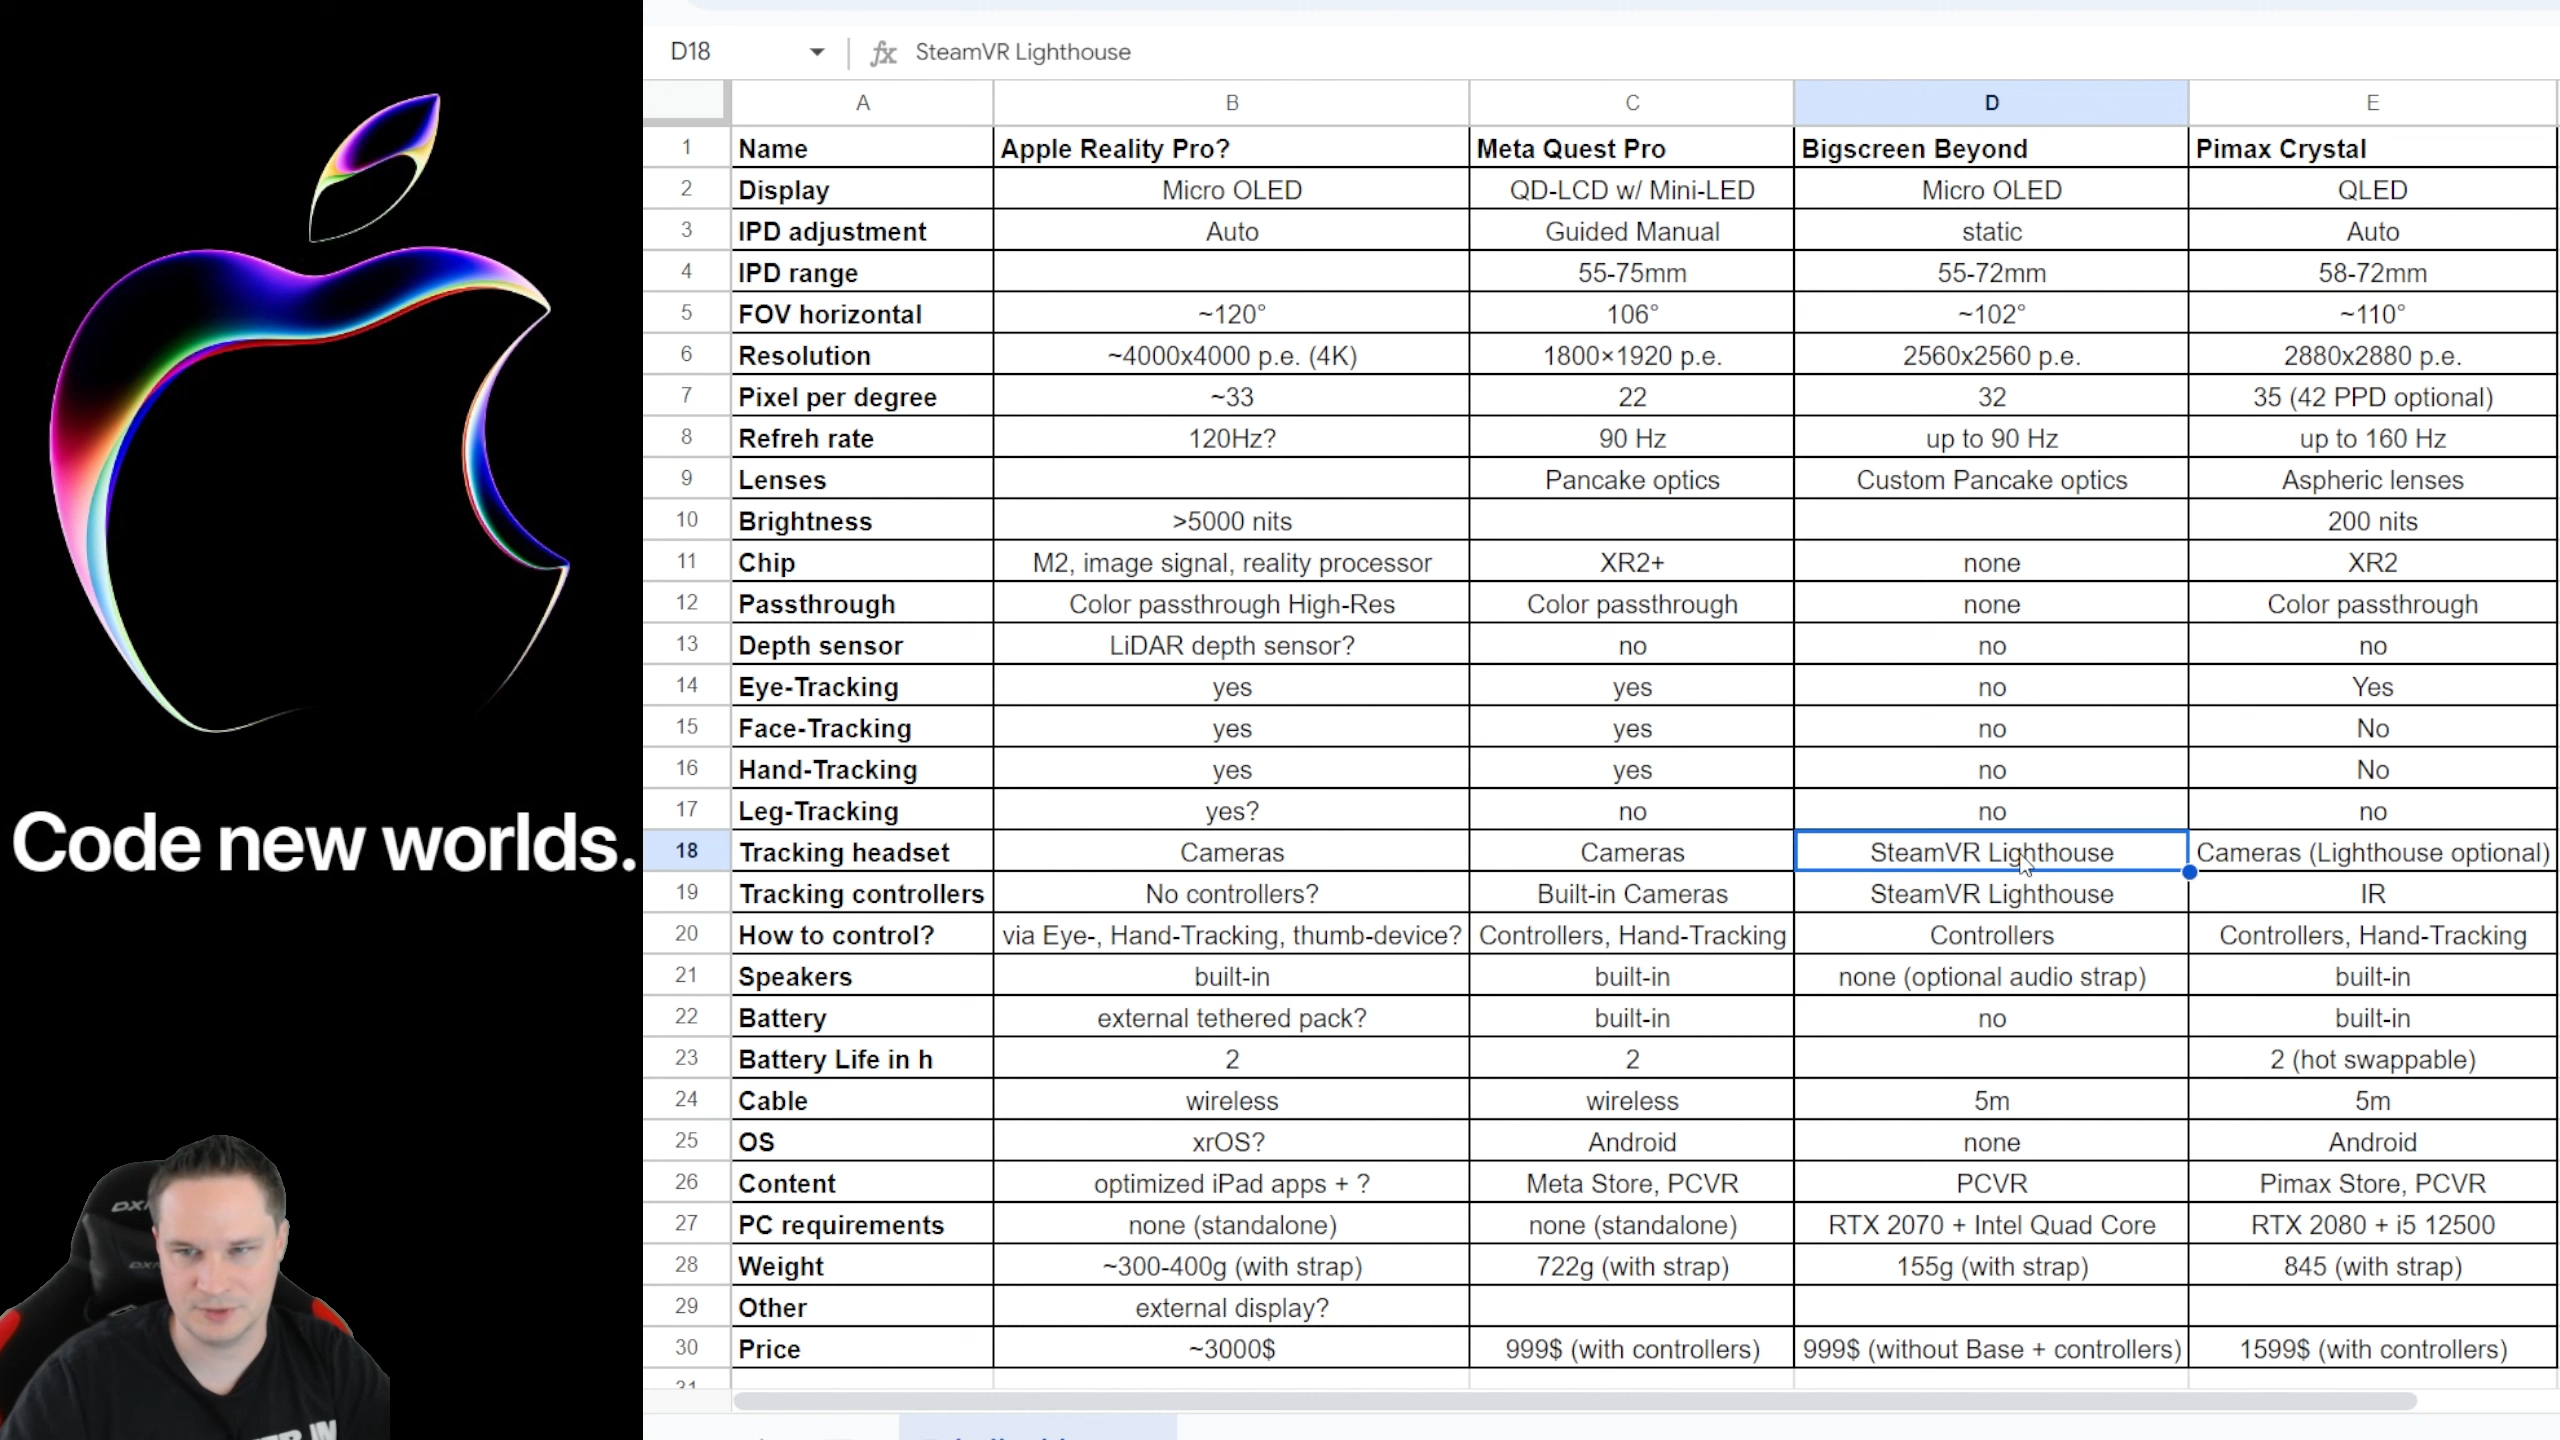 D18 fx SteamVR Lighthouse
A B C D E
1 Name Apple Reality Pro? Meta Quest Pro Bigscreen Beyond Pimax Crystal
2 Display Micro OLED QD-LCD w/ Mini-LED Micro OLED QLED
3 IPD adjustment Auto Guided Manual static Auto
4 IPD range 55-75mm 55-72mm 58-72mm
5 FOV horizontal ~120° 106° ~102° ~110°
6 Resolution ~4000x4000 p.e. (4K) 1800×1920 p.e. 2560x2560 p.e. 2880x2880 p.e.
7 Pixel per degree ~33 22 32 35 (42 PPD optional)
8 Refreh rate 120Hz? 90 Hz up to 90 Hz up to 160 Hz
9 Lenses Pancake optics Custom Pancake optics Aspheric lenses
10 Brightness >5000 nits 200 nits
11 Chip M2, image signal, reality processor XR2+ none XR2
12 Passthrough Color passthrough High-Res Color passthrough none Color passthrough
13 Depth sensor LiDAR depth sensor? no no no
14 Eye-Tracking yes yes no Yes
15 Face-Tracking yes yes no No
16 Hand-Tracking yes yes no No
17 Leg-Tracking yes? no no no
18 Tracking headset Cameras Cameras SteamVR Lighthouse Cameras (Lighthouse optional)
19 Tracking controllers No controllers? Built-in Cameras SteamVR Lighthouse IR
20 How to control? via Eye-, Hand-Tracking, thumb-device? Controllers, Hand-Tracking Controllers Controllers, Hand-Tracking
21 Speakers built-in built-in none (optional audio strap) built-in
22 Battery external tethered pack? built-in no built-in
23 Battery Life in h 2 2 2 (hot swappable)
24 Cable wireless wireless 5m 5m
25 OS xrOS? Android none Android
26 Content optimized iPad apps + ? Meta Store, PCVR PCVR Pimax Store, PCVR
27 PC requirements none (standalone) none (standalone) RTX 2070 + Intel Quad Core RTX 2080 + i5 12500
28 Weight ~300-400g (with strap) 722g (with strap) 155g (with strap) 845 (with strap)
29 Other external display?
30 Price ~3000$ 999$ (with controllers) 999$ (without Base + controllers) 1599$ (with controllers)
31
Code new worlds.